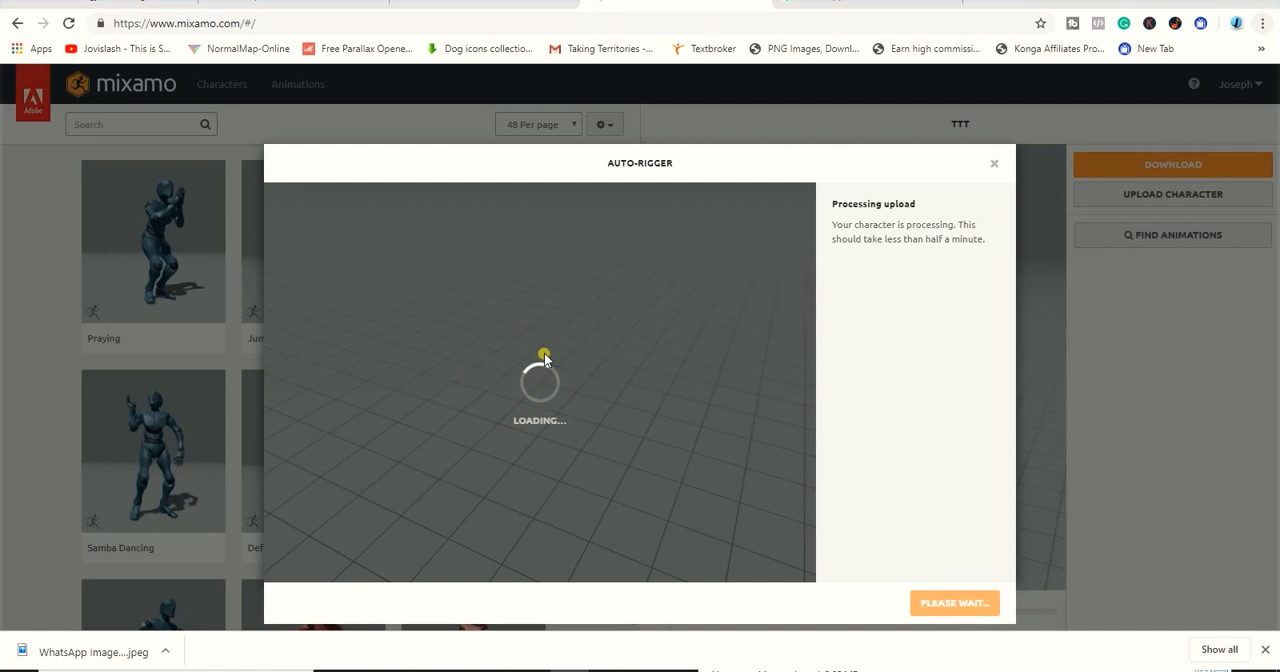 https://www.mixamo.com/#/
Apps
Jovislash - This is S...
NormalMap-Online
Free Parallax Opene...
Dog icons collectio...
Taking Territories -...
Textbroker
PNG Images, Downl...
Earn high commissi...
Konga Affiliates Pro...
New Tab
»
Adobe
mixamo
Characters
Animations
Joseph
Search
48 Per page
TTT
AUTO-RIGGER
DOWNLOAD
UPLOAD CHARACTER
FIND ANIMATIONS
Processing upload
Your character is processing. This
should take less than half a minute.
LOADING...
Praying
Jum
Samba Dancing
Def
PLEASE WAIT...
WhatsApp Image....jpeg
Show all